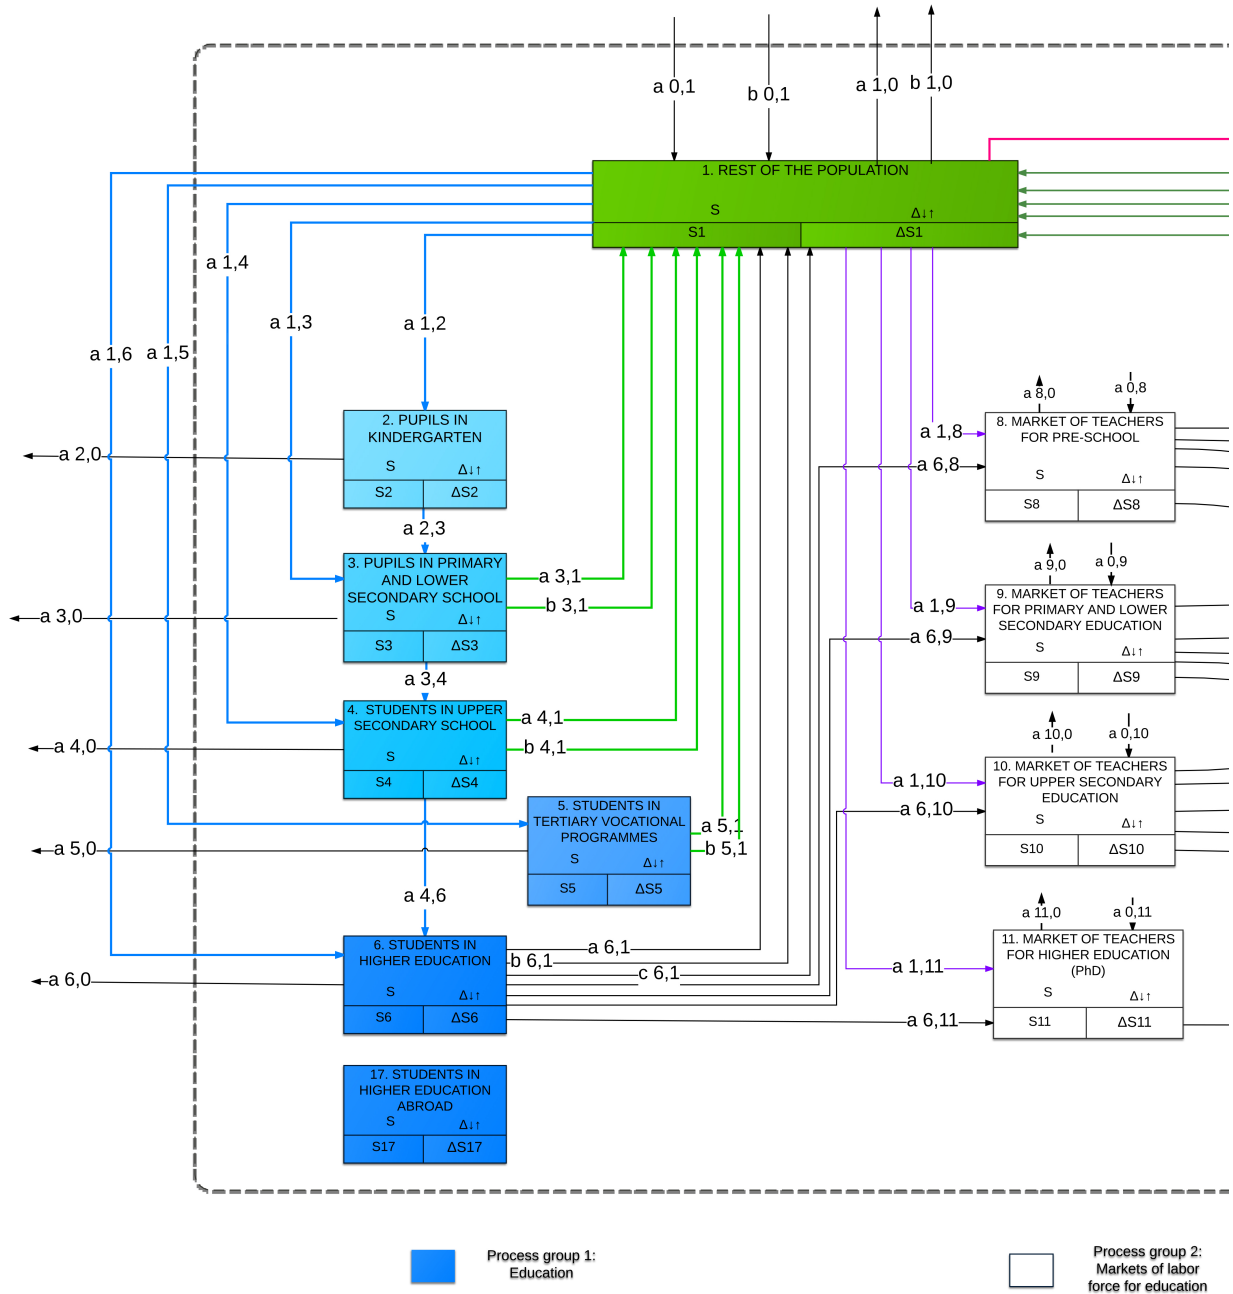 a 0,1
b 0,1
a 1,0
b 1,0
1. REST OF THE POPULATION
S
Δ↓↑
S1
ΔS1
a 1,6
a 1,5
a 1,4
a 1,3
a 1,2
2. PUPILS IN
KINDERGARTEN
S
Δ↓↑
S2
ΔS2
a 2,0
a 2,3
3. PUPILS IN PRIMARY
AND LOWER
SECONDARY SCHOOL
S
Δ↓↑
S3
ΔS3
a 3,0
a 3,1
b 3,1
a 3,4
4. STUDENTS IN UPPER
SECONDARY SCHOOL
S
Δ↓↑
S4
ΔS4
a 4,0
a 4,1
b 4,1
5. STUDENTS IN
TERTIARY VOCATIONAL
PROGRAMMES
S
Δ↓↑
S5
ΔS5
a 5,0
a 5,1
b 5,1
a 4,6
6. STUDENTS IN
HIGHER EDUCATION
S
Δ↓↑
S6
ΔS6
a 6,0
a 6,1
b 6,1
c 6,1
17. STUDENTS IN
HIGHER EDUCATION
ABROAD
S
Δ↓↑
S17
ΔS17
a 8,0
a 0,8
a 1,8
a 6,8
8. MARKET OF TEACHERS
FOR PRE-SCHOOL
S
Δ↓↑
S8
ΔS8
a 9,0
a 0,9
a 1,9
a 6,9
9. MARKET OF TEACHERS
FOR PRIMARY AND LOWER
SECONDARY EDUCATION
S
Δ↓↑
S9
ΔS9
a 10,0
a 0,10
a 1,10
a 6,10
10. MARKET OF TEACHERS
FOR UPPER SECONDARY
EDUCATION
S
Δ↓↑
S10
ΔS10
a 11,0
a 0,11
a 1,11
a 6,11
11. MARKET OF TEACHERS
FOR HIGHER EDUCATION
(PhD)
S
Δ↓↑
S11
ΔS11
Process group 1:
Education
Process group 2:
Markets of labor
force for education